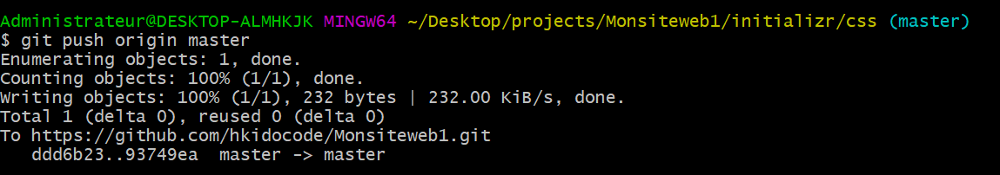 Administrateur@DESKTOP-ALMHKJK MINGW64 ~/Desktop/projects/Monsiteweb1/initializr/css (master)
$ git push origin master
Enumerating objects: 1, done.
Counting objects: 100% (1/1), done.
Writing objects: 100% (1/1), 232 bytes | 232.00 KiB/s, done.
Total 1 (delta 0), reused 0 (delta 0)
To https://github.com/hkidocode/Monsiteweb1.git
   ddd6b23..93749ea  master -> master